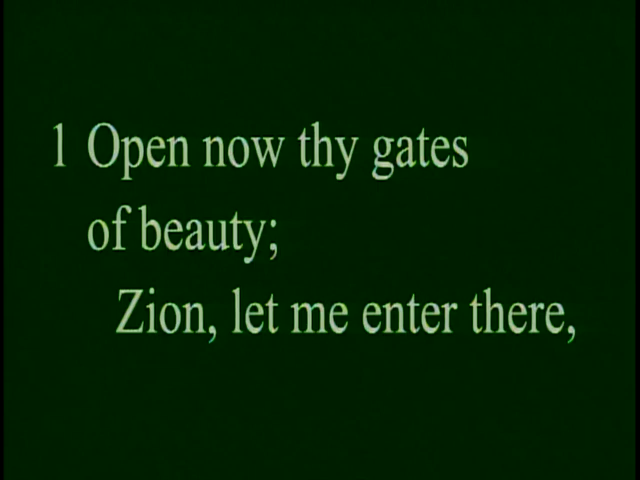 1 Open now thy gates
of beauty;
Zion, let me enter there,